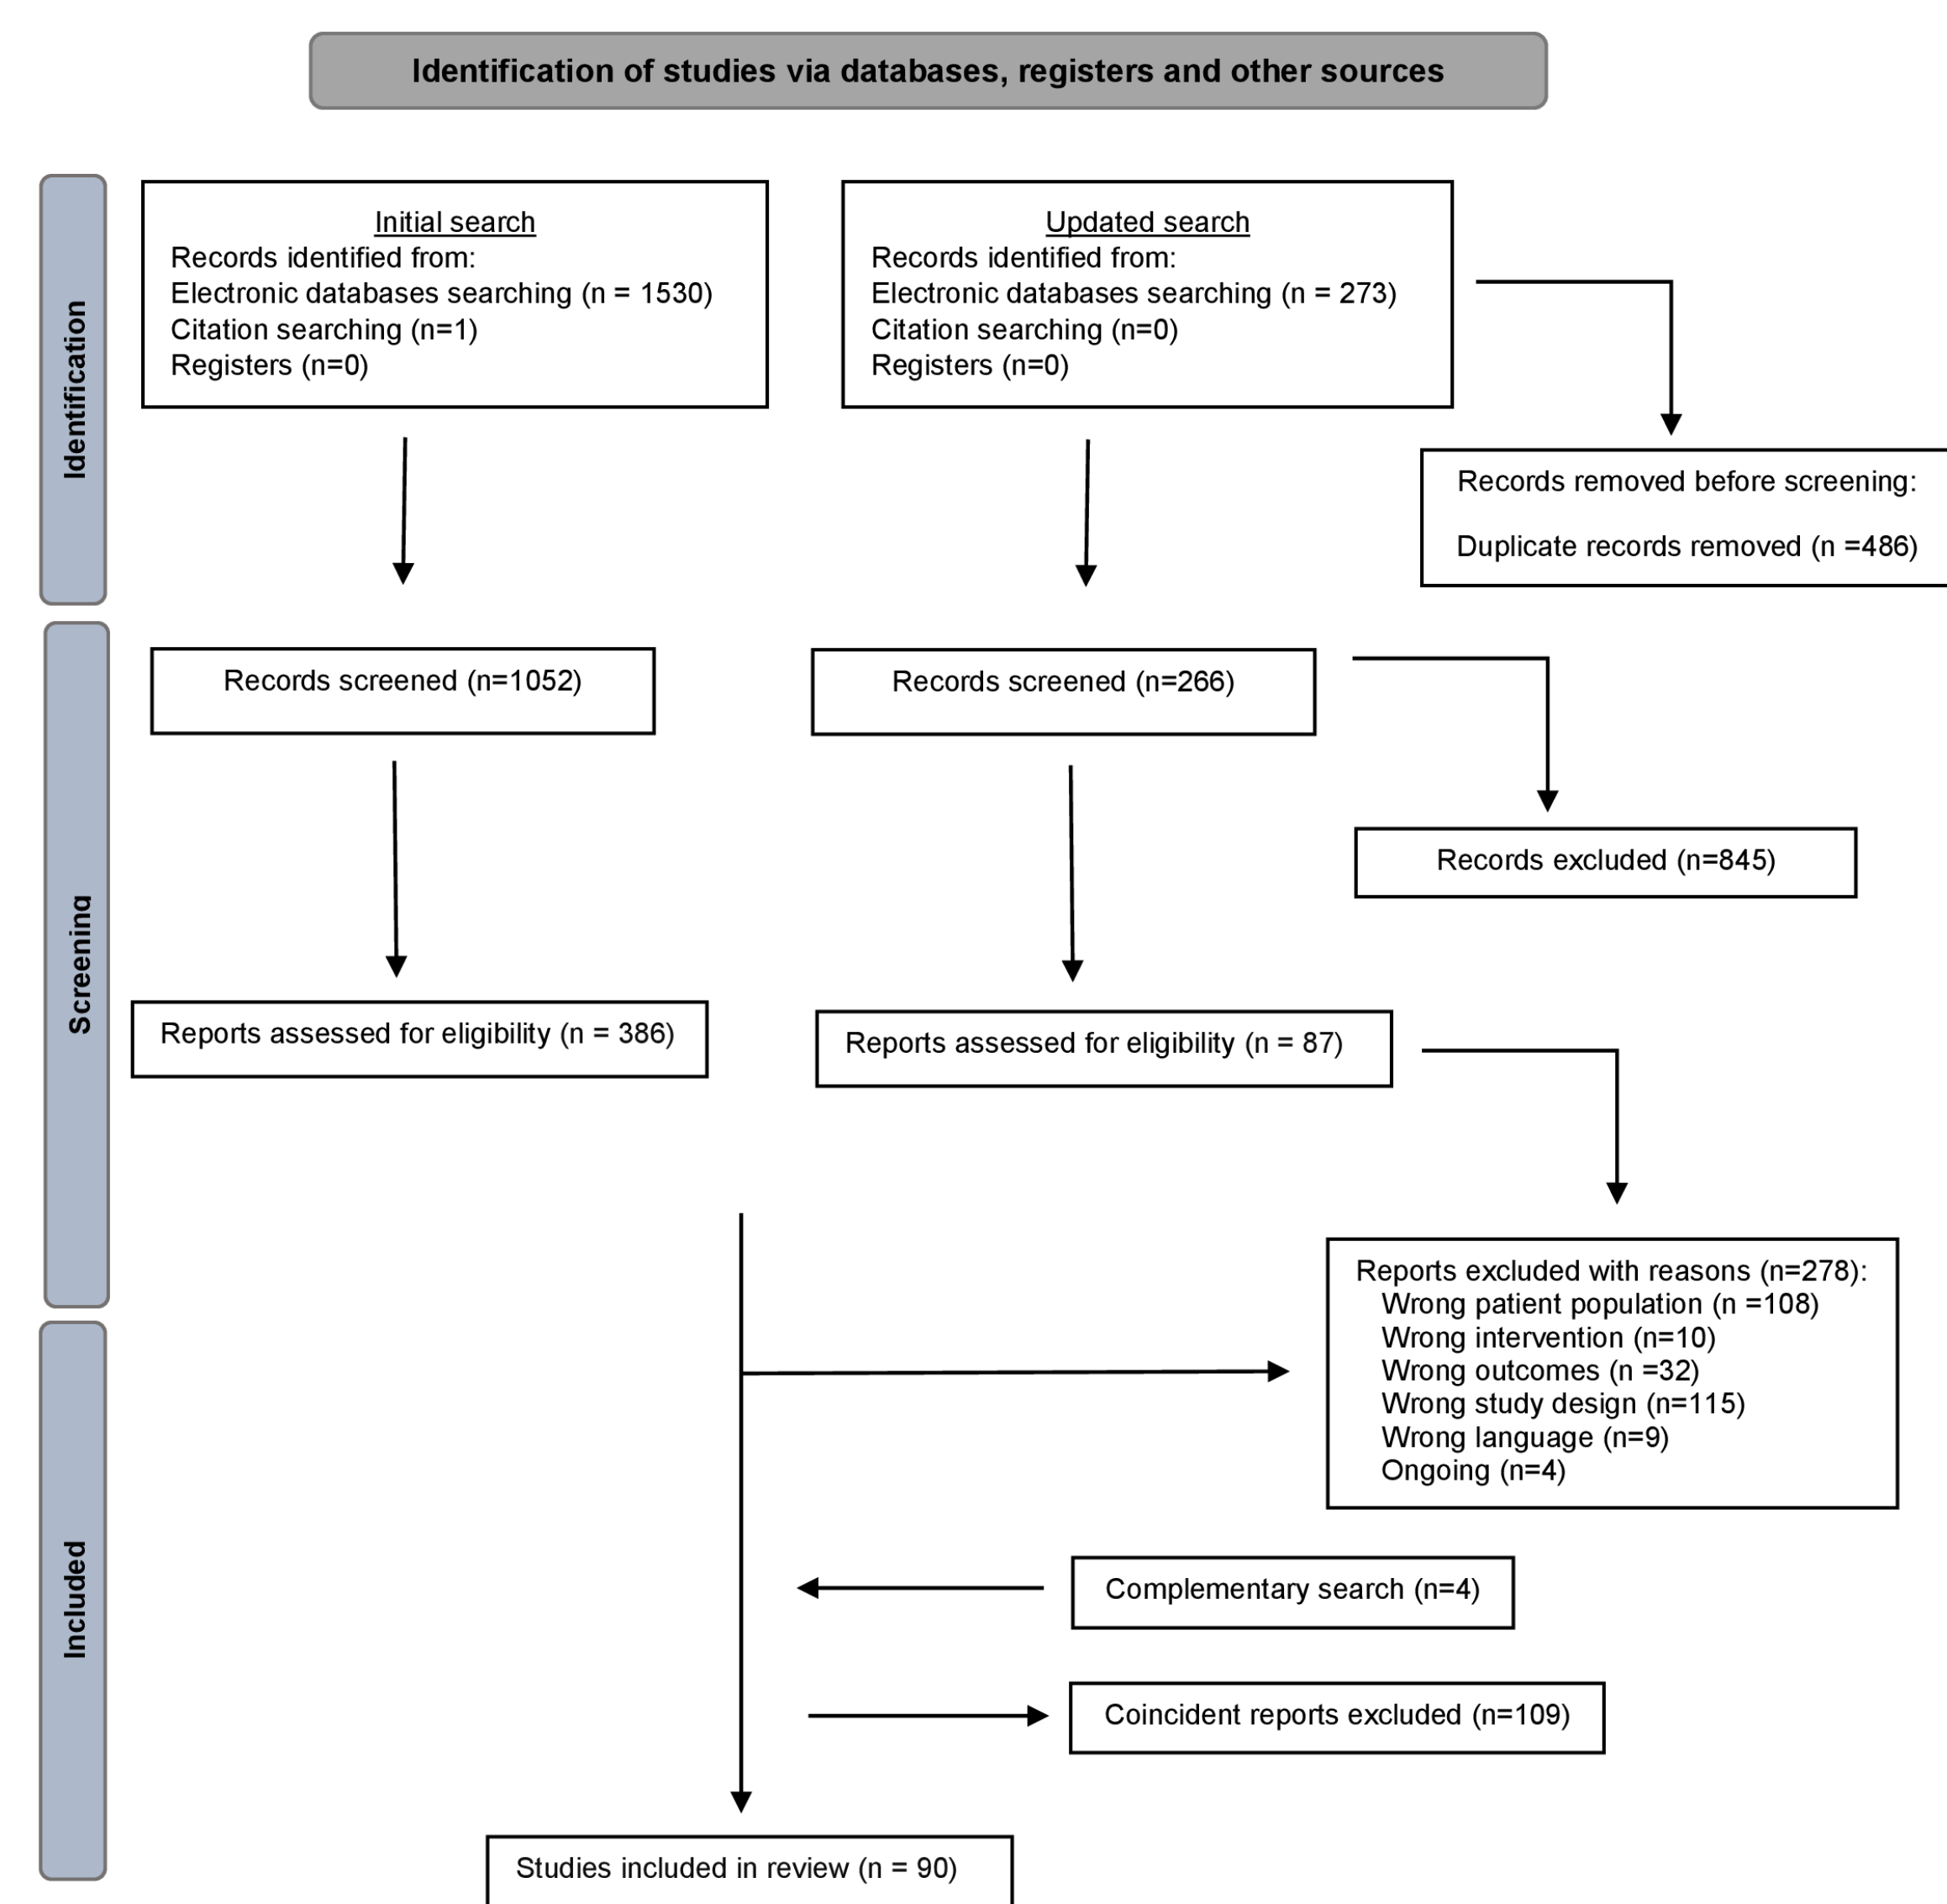 Identification of studies via databases, registers and other sources
Identification
Initial search
Records identified from:
Electronic databases searching (n = 1530)
Citation searching (n=1)
Registers (n=0)
Updated search
Records identified from:
Electronic databases searching (n = 273)
Citation searching (n=0)
Registers (n=0)
Records removed before screening:
Duplicate records removed (n =486)
Screening
Records screened (n=1052)
Records screened (n=266)
Records excluded (n=845)
Reports assessed for eligibility (n = 386)
Reports assessed for eligibility (n = 87)
Reports excluded with reasons (n=278):
Wrong patient population (n =108)
Wrong intervention (n=10)
Wrong outcomes (n =32)
Wrong study design (n=115)
Wrong language (n=9)
Ongoing (n=4)
Included
Complementary search (n=4)
Coincident reports excluded (n=109)
Studies included in review (n = 90)